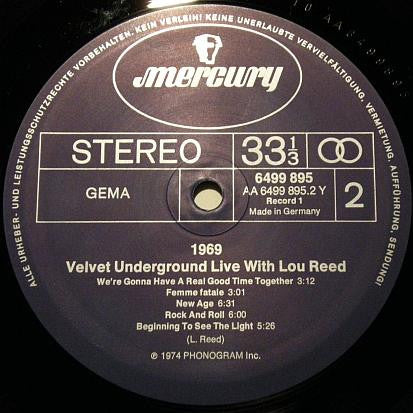 ALLE URHEBER- UND LEISTUNGSSCHUTZRECHTE VORBEHALTEN. KEIN VERLEIH! KEINE UNERLAUBTE VERVIELFÄLTIGUNG, VERMIETUNG, AUFFÜHRUNG, SENDUNG!
mercury
STEREO 33 1/3
GEMA
6499 895
AA 6499 895.2 Y
Record 1
Made in Germany
2
1969
Velvet Underground Live With Lou Reed
We're Gonna Have A Real Good Time Together 3:12
Femme fatale 3:01
New Age 6:31
Rock And Roll 6:00
Beginning To See The Light 5:26
(L. Reed)
℗ 1974 PHONOGRAM Inc.